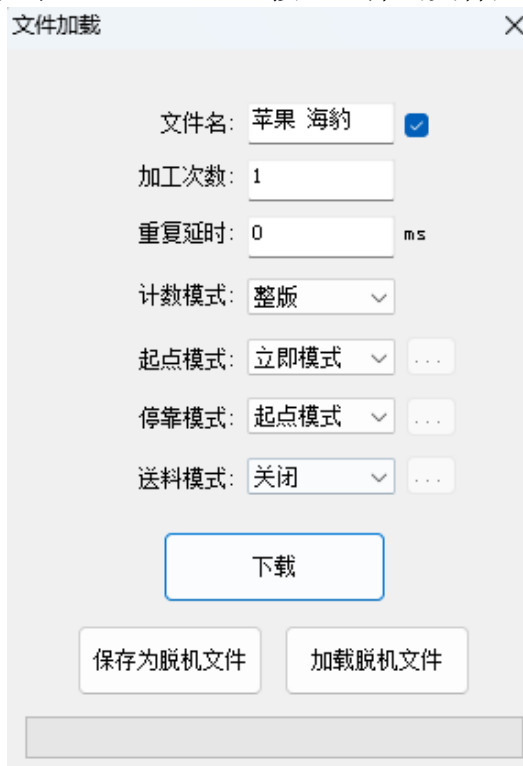 文件加载
文件名: 苹果 海豹
加工次数: 1
重复延时: 0 ms
计数模式: 整版
起点模式: 立即模式 ...
停靠模式: 起点模式 ...
送料模式: 关闭 ...
下载
保存为脱机文件 加载脱机文件